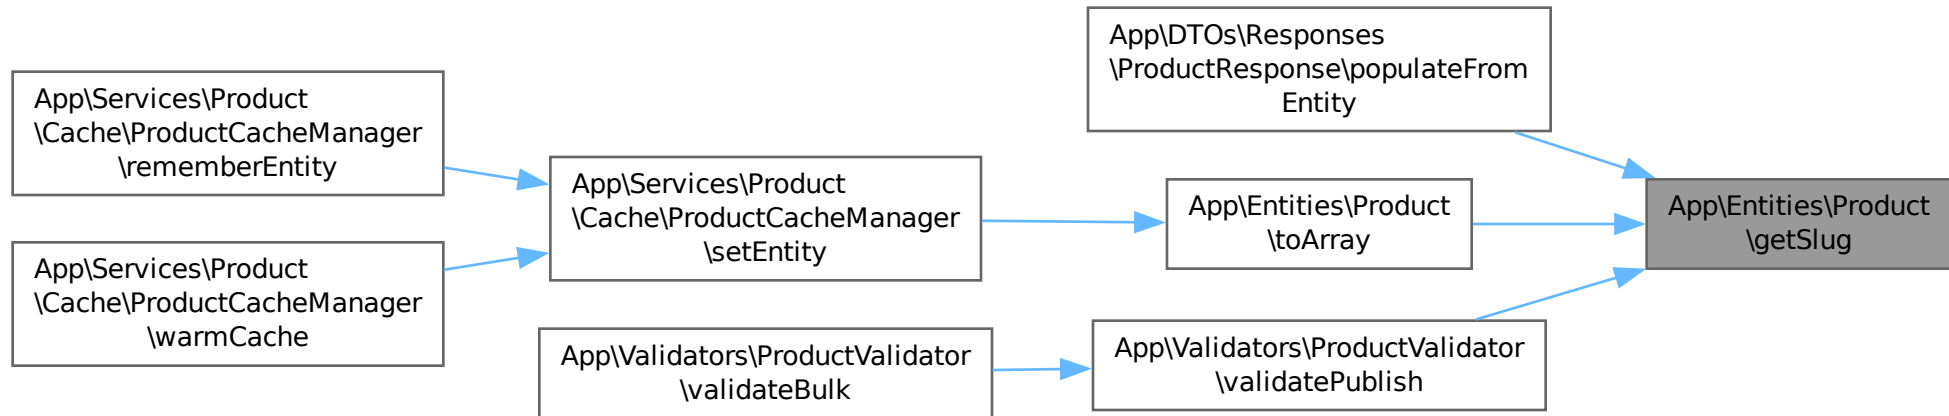 App\Services\Product
\Cache\ProductCacheManager
\rememberEntity
App\Services\Product
\Cache\ProductCacheManager
\warmCache
App\Services\Product
\Cache\ProductCacheManager
\setEntity
App\Validators\ProductValidator
\validateBulk
App\DTOs\Responses
\ProductResponse\populateFrom
Entity
App\Entities\Product
\toArray
App\Validators\ProductValidator
\validatePublish
App\Entities\Product
\getSlug